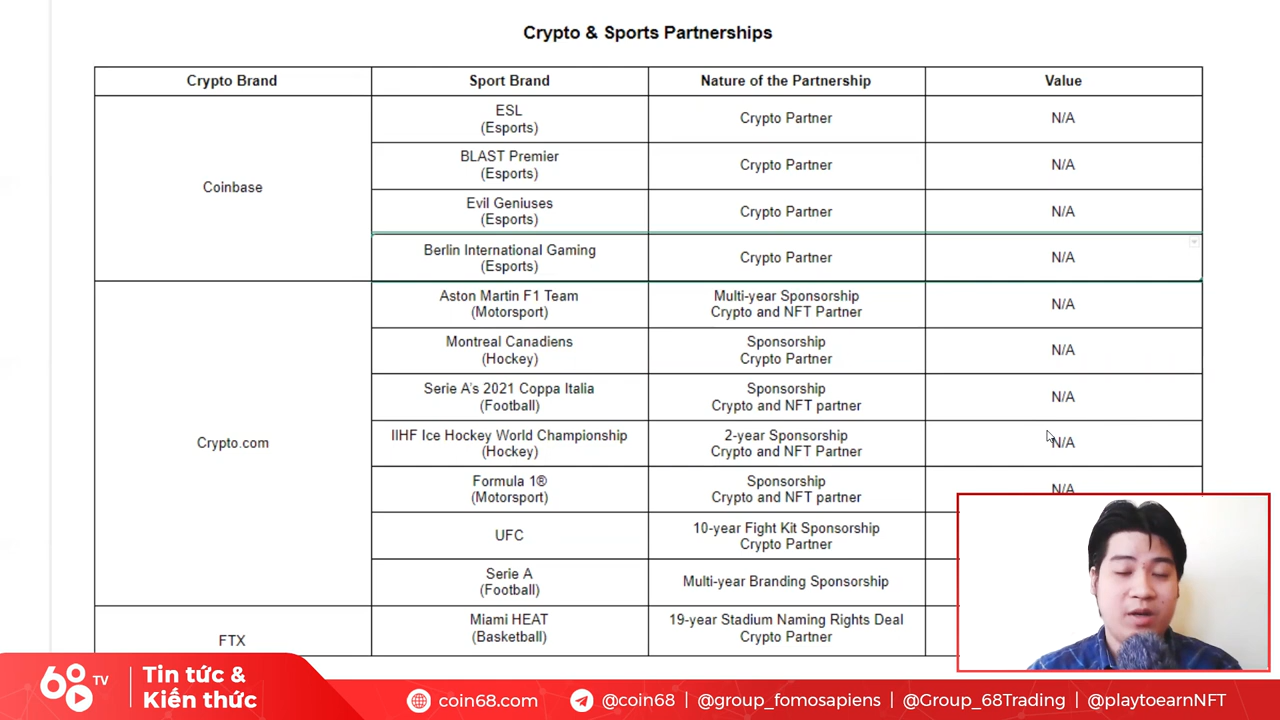 Crypto & Sports Partnerships
Crypto Brand Sport Brand Nature of the Partnership Value
Coinbase
ESL
(Esports)
Crypto Partner
N/A
BLAST Premier
(Esports)
Crypto Partner
N/A
Evil Geniuses
(Esports)
Crypto Partner
N/A
Berlin International Gaming
(Esports)
Crypto Partner
N/A
Crypto.com
Aston Martin F1 Team
(Motorsport)
Multi-year Sponsorship
Crypto and NFT Partner
N/A
Montreal Canadiens
(Hockey)
Sponsorship
Crypto Partner
N/A
Serie A's 2021 Coppa Italia
(Football)
Sponsorship
Crypto and NFT partner
N/A
IIHF Ice Hockey World Championship
(Hockey)
2-year Sponsorship
Crypto and NFT Partner
N/A
Formula 1®
(Motorsport)
Sponsorship
Crypto and NFT partner
N/A
UFC
10-year Fight Kit Sponsorship
Crypto Partner
Serie A
(Football)
Multi-year Branding Sponsorship
FTX
Miami HEAT
(Basketball)
19-year Stadium Naming Rights Deal
Crypto Partner
68 TV
Tin tức &
Kiến thức
coin68.com
@coin68 | @group_fomosapiens | @Group_68Trading | @playtoearnNFT